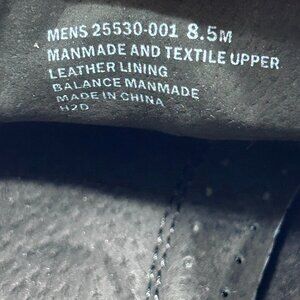 MENS 25530-001 8.5M
MANMADE AND TEXTILE UPPER
LEATHER LINING
BALANCE MANMADE
MADE IN CHINA
H2D